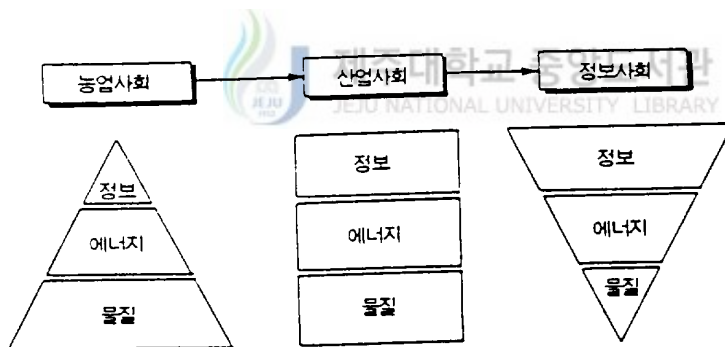 제주대학교 중앙도서관
JEJU NATIONAL UNIVERSITY LIBRARY
JEJU
1952
농업사회
산업사회
정보사회
정보
에너지
물질
정보
에너지
물질
정보
에너지
물질